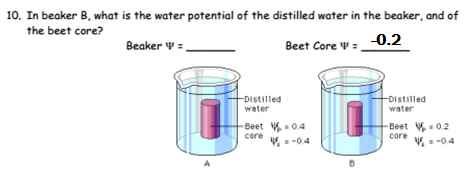 10. In beaker B, what is the water potential of the distilled water in the beaker, and of
the beet core?
Beaker Ψ = ________ Beet Core Ψ = -0.2
Distilled
water
Beet Ψp = 0.4
core Ψs = -0.4
A
Distilled
water
Beet Ψp = 0.2
core Ψs = -0.4
B